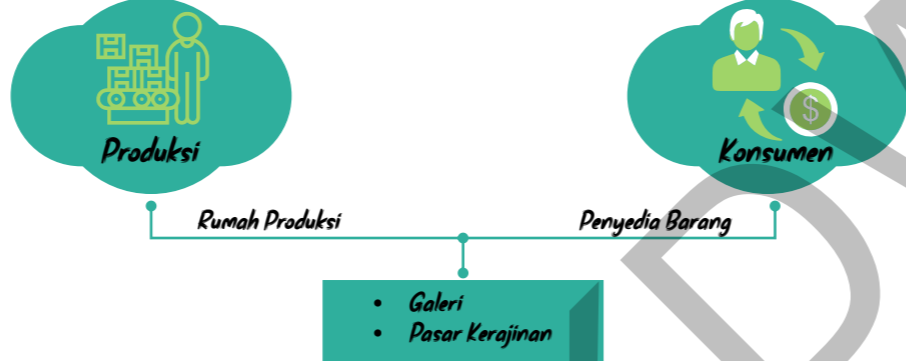 Produksi
Konsumen
Rumah Produksi
Penyedia Barang
• Galeri
• Pasar Kerajinan
$